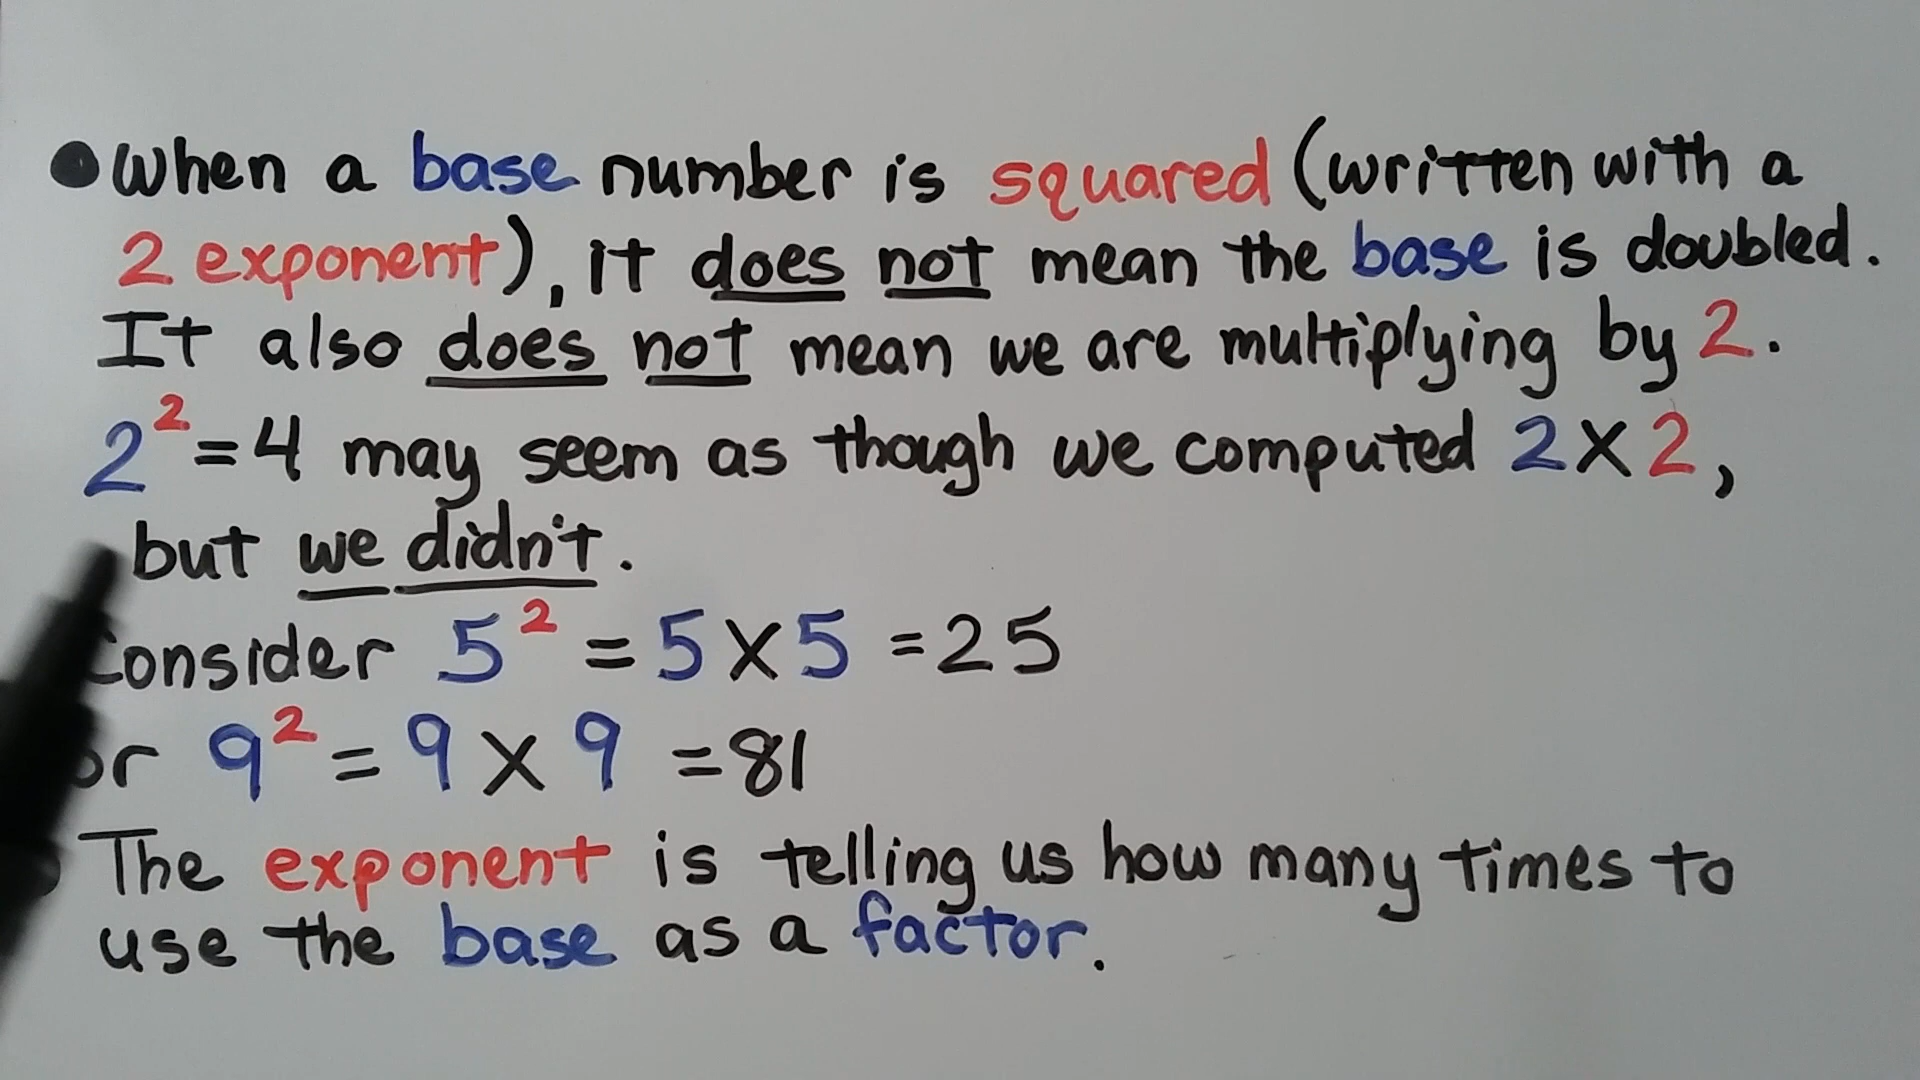 ●When a base number is squared (written with a
2 exponent), it does not mean the base is doubled.
It also does not mean we are multiplying by 2.
2²=4 may seem as though we computed 2×2,
but we didn't.
Consider 5² = 5×5 =25
or 9² = 9×9 =81
The exponent is telling us how many times to
use the base as a factor.